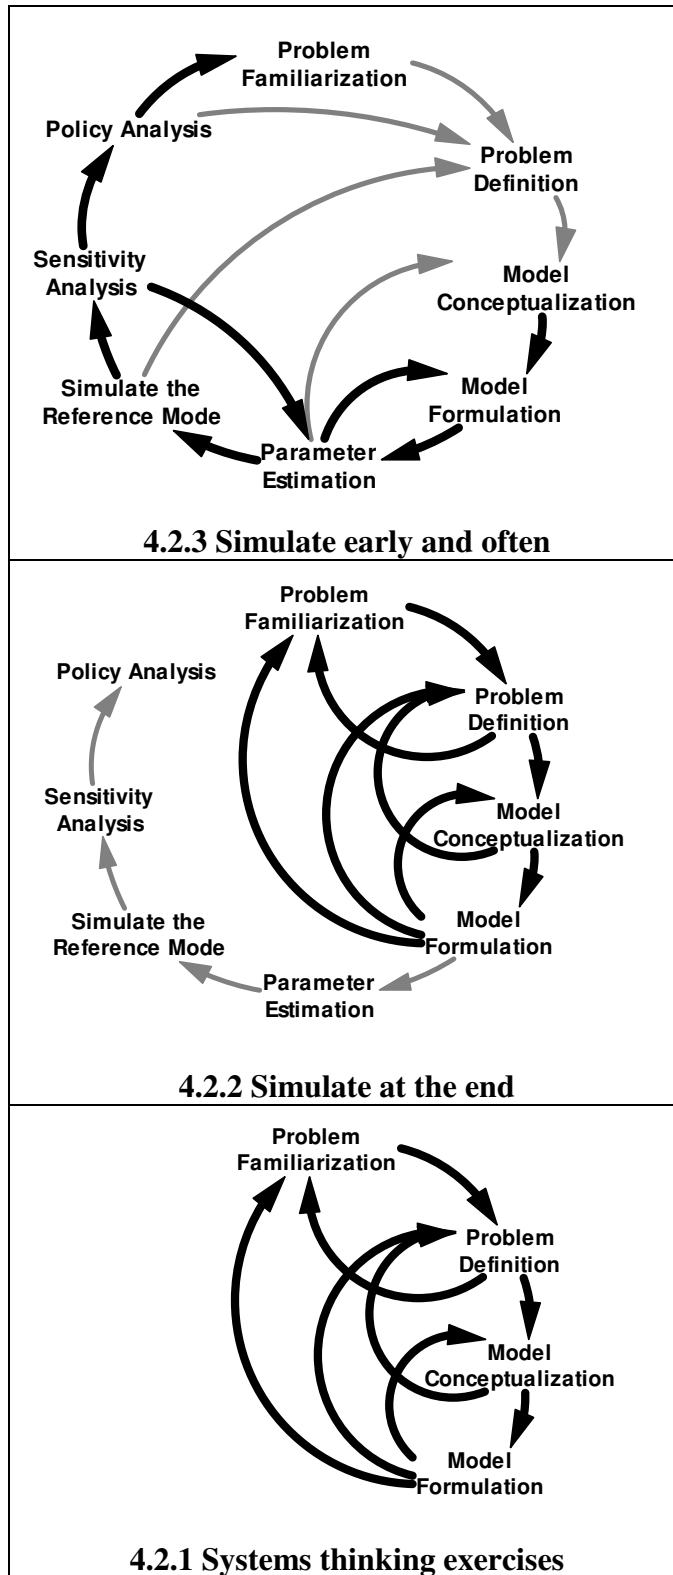 Problem
Familiarization
Policy Analysis
Problem
Definition
Sensitivity
Analysis
Model
Conceptualization
Simulate the
Reference Mode
Model
Formulation
Parameter
Estimation
4.2.3 Simulate early and often
Problem
Familiarization
Policy Analysis
Problem
Definition
Sensitivity
Analysis
Model
Conceptualization
Simulate the
Reference Mode
Model
Formulation
Parameter
Estimation
4.2.2 Simulate at the end
Problem
Familiarization
Problem
Definition
Model
Conceptualization
Model
Formulation
4.2.1 Systems thinking exercises